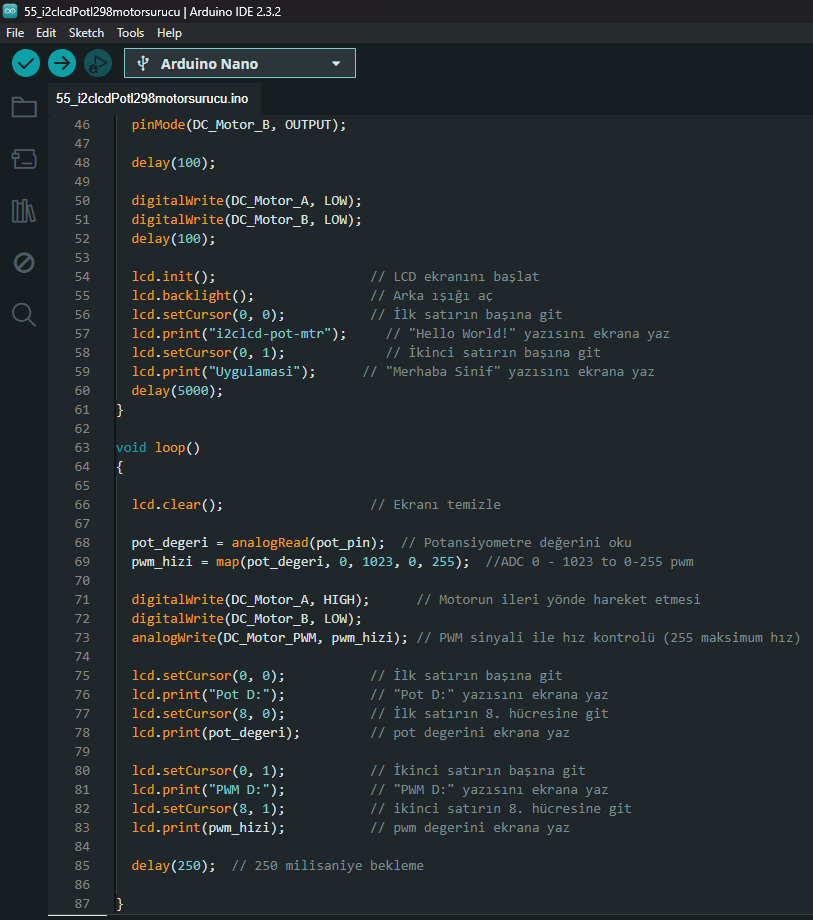 55_i2clcdPotl298motorsurucu | Arduino IDE 2.3.2
File Edit Sketch Tools Help
Arduino Nano
55_i2clcdPotl298motorsurucu.ino
46 pinMode(DC_Motor_B, OUTPUT);
47
48 delay(100);
49
50 digitalWrite(DC_Motor_A, LOW);
51 digitalWrite(DC_Motor_B, LOW);
52 delay(100);
53
54 lcd.init(); // LCD ekranını başlat
55 lcd.backlight(); // Arka ışığı aç
56 lcd.setCursor(0, 0); // İlk satırın başına git
57 lcd.print("i2clcd-pot-mtr"); // "Hello World!" yazısını ekrana yaz
58 lcd.setCursor(0, 1); // İkinci satırın başına git
59 lcd.print("Uygulamasi"); // "Merhaba Sinif" yazısını ekrana yaz
60 delay(5000);
61 }
62
63 void loop()
64 {
65
66 lcd.clear(); // Ekranı temizle
67
68 pot_degeri = analogRead(pot_pin); // Potansiyometre değerini oku
69 pwm_hizi = map(pot_degeri, 0, 1023, 0, 255); //ADC 0 - 1023 to 0-255 pwm
70
71 digitalWrite(DC_Motor_A, HIGH); // Motorun ileri yönde hareket etmesi
72 digitalWrite(DC_Motor_B, LOW);
73 analogWrite(DC_Motor_PWM, pwm_hizi); // PWM sinyali ile hız kontrolü (255 maksimum hız)
74
75 lcd.setCursor(0, 0); // İlk satırın başına git
76 lcd.print("Pot D:"); // "Pot D:" yazısını ekrana yaz
77 lcd.setCursor(8, 0); // İlk satırın 8. hücresine git
78 lcd.print(pot_degeri); // pot degerini ekrana yaz
79
80 lcd.setCursor(0, 1); // İkinci satırın başına git
81 lcd.print("PWM D:"); // "PWM D:" yazısını ekrana yaz
82 lcd.setCursor(8, 1); // ikinci satırın 8. hücresine git
83 lcd.print(pwm_hizi); // pwm degerini ekrana yaz
84
85 delay(250); // 250 milisaniye bekleme
86
87 }